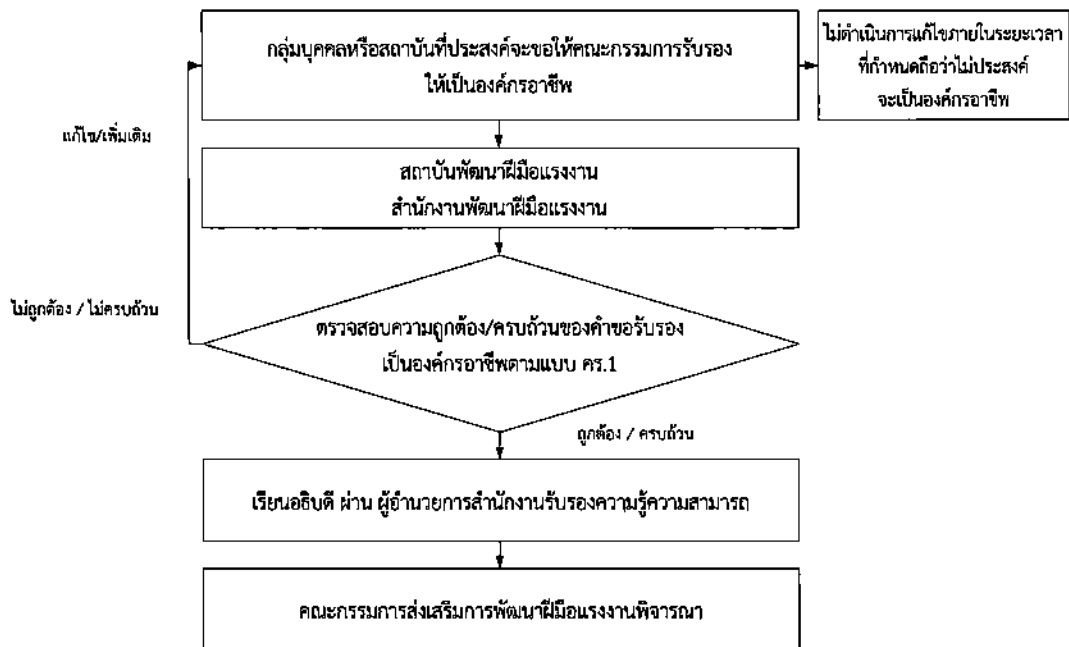 กลุ่มบุคคลหรือสถาบันที่ประสงค์จะขอให้คณะกรรมการรับรอง
ให้เป็นองค์กรอาชีพ
ไม่ดำเนินการแก้ไขภายในระยะเวลา
ที่กำหนดถือว่าไม่ประสงค์
จะเป็นองค์กรอาชีพ
แก้ไข/เพิ่มเติม
สถาบันพัฒนาฝีมือแรงงาน
สำนักงานพัฒนาฝีมือแรงงาน
ไม่ถูกต้อง / ไม่ครบถ้วน
ตรวจสอบความถูกต้อง/ครบถ้วนของคำขอรับรอง
เป็นองค์กรอาชีพตามแบบ คร.1
ถูกต้อง / ครบถ้วน
เรียนอธิบดี ผ่าน ผู้อำนวยการสำนักงานรับรองความรู้ความสามารถ
คณะกรรมการส่งเสริมการพัฒนาฝีมือแรงงานพิจารณา